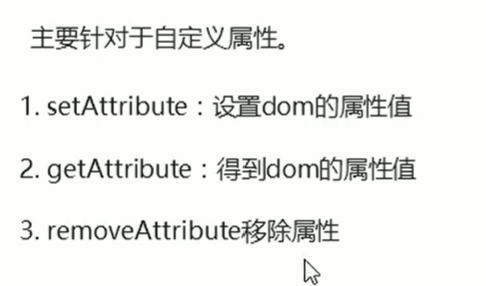 主要针对于自定义属性。
1. setAttribute：设置dom的属性值
2. getAttribute：得到dom的属性值
3. removeAttribute移除属性